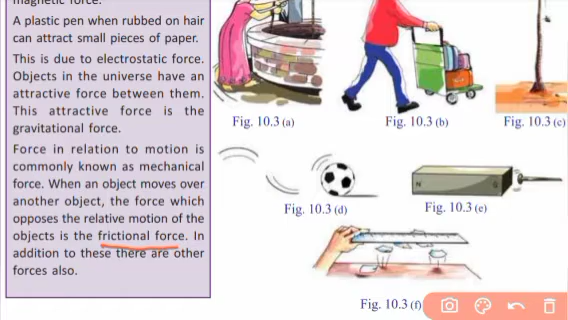 magnetic force.
A plastic pen when rubbed on hair
can attract small pieces of paper.
This is due to electrostatic force.
Objects in the universe have an
attractive force between them.
This attractive force is the
gravitational force.
Force in relation to motion is
commonly known as mechanical
force. When an object moves over
another object, the force which
opposes the relative motion of the
objects is the frictional force. In
addition to these there are other
forces also.
Fig. 10.3 (a)
Fig. 10.3 (b)
Fig. 10.3 (c)
Fig. 10.3 (d)
N
S
Fig. 10.3 (e)
Fig. 10.3 (f)